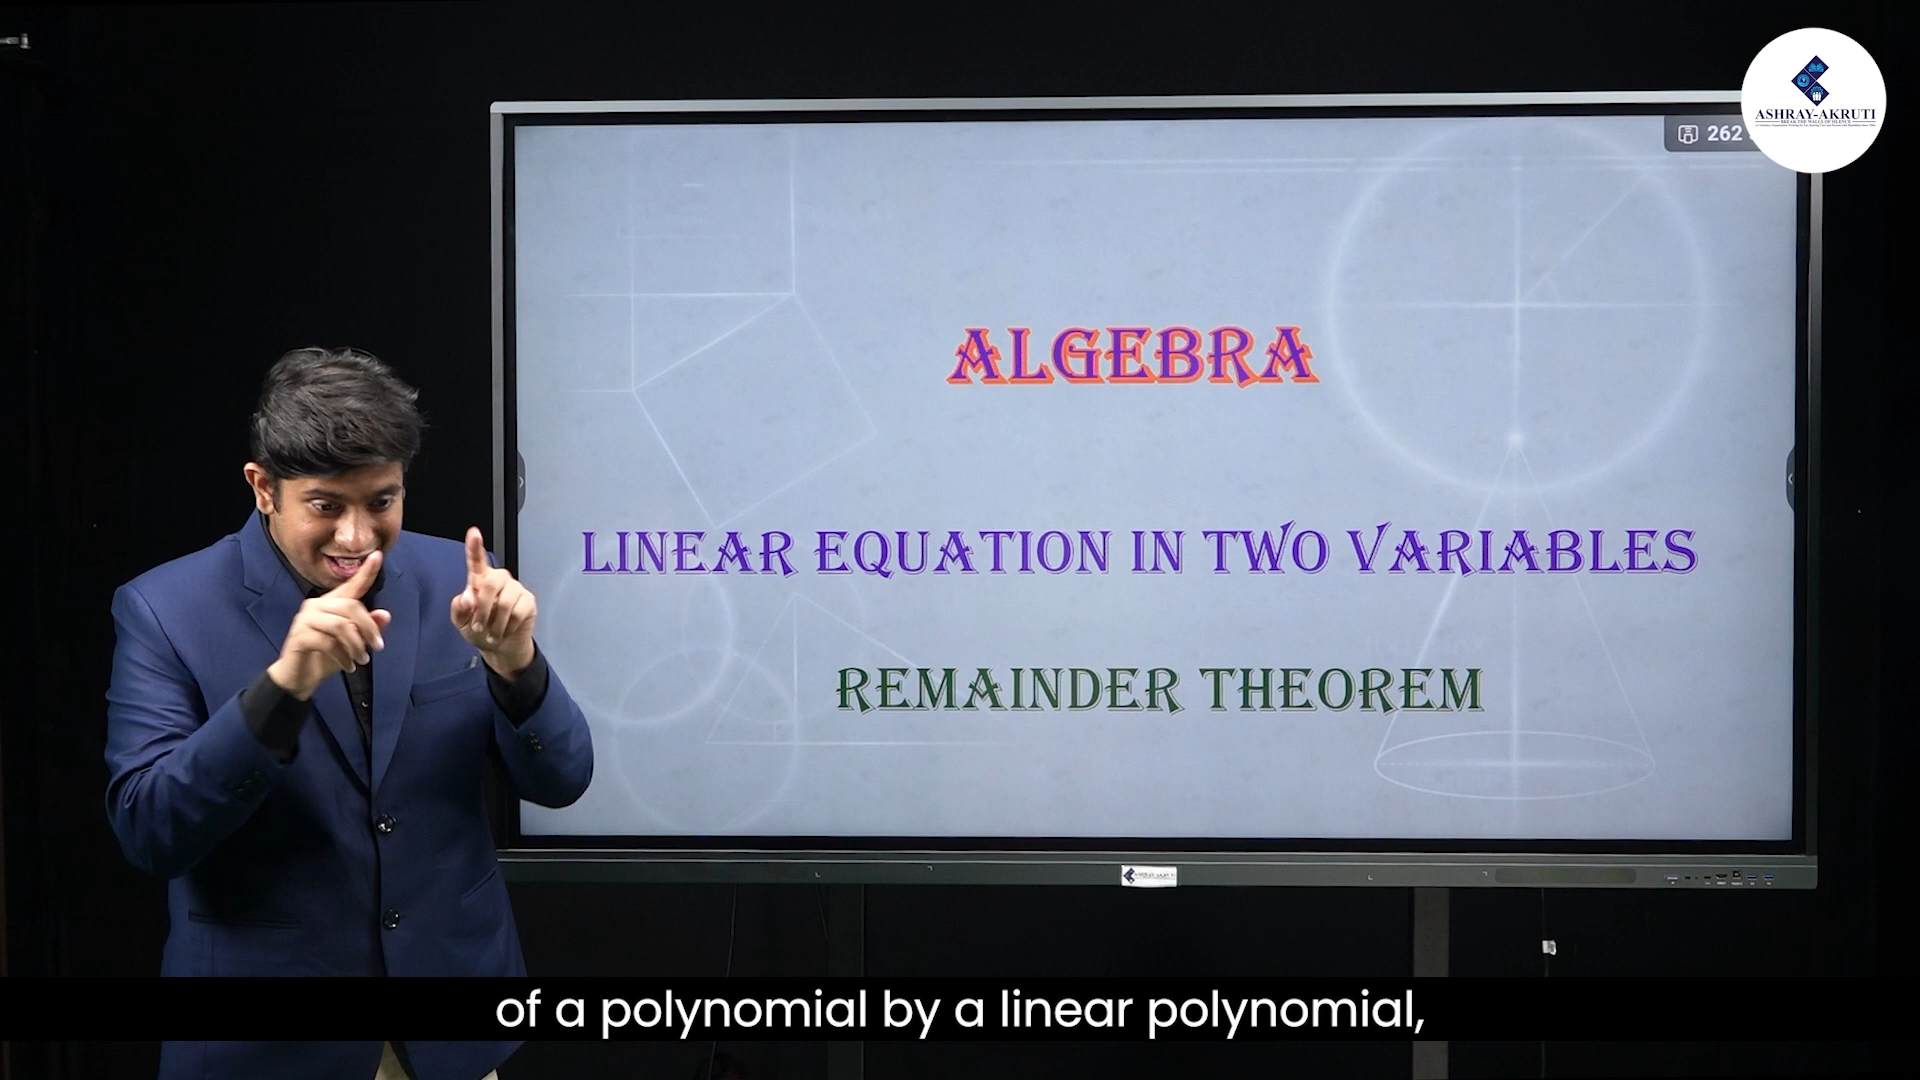 ASHRAY-AKRUTI
262
ALGEBRA
LINEAR EQUATION IN TWO VARIABLES
REMAINDER THEOREM
of a polynomial by a linear polynomial,